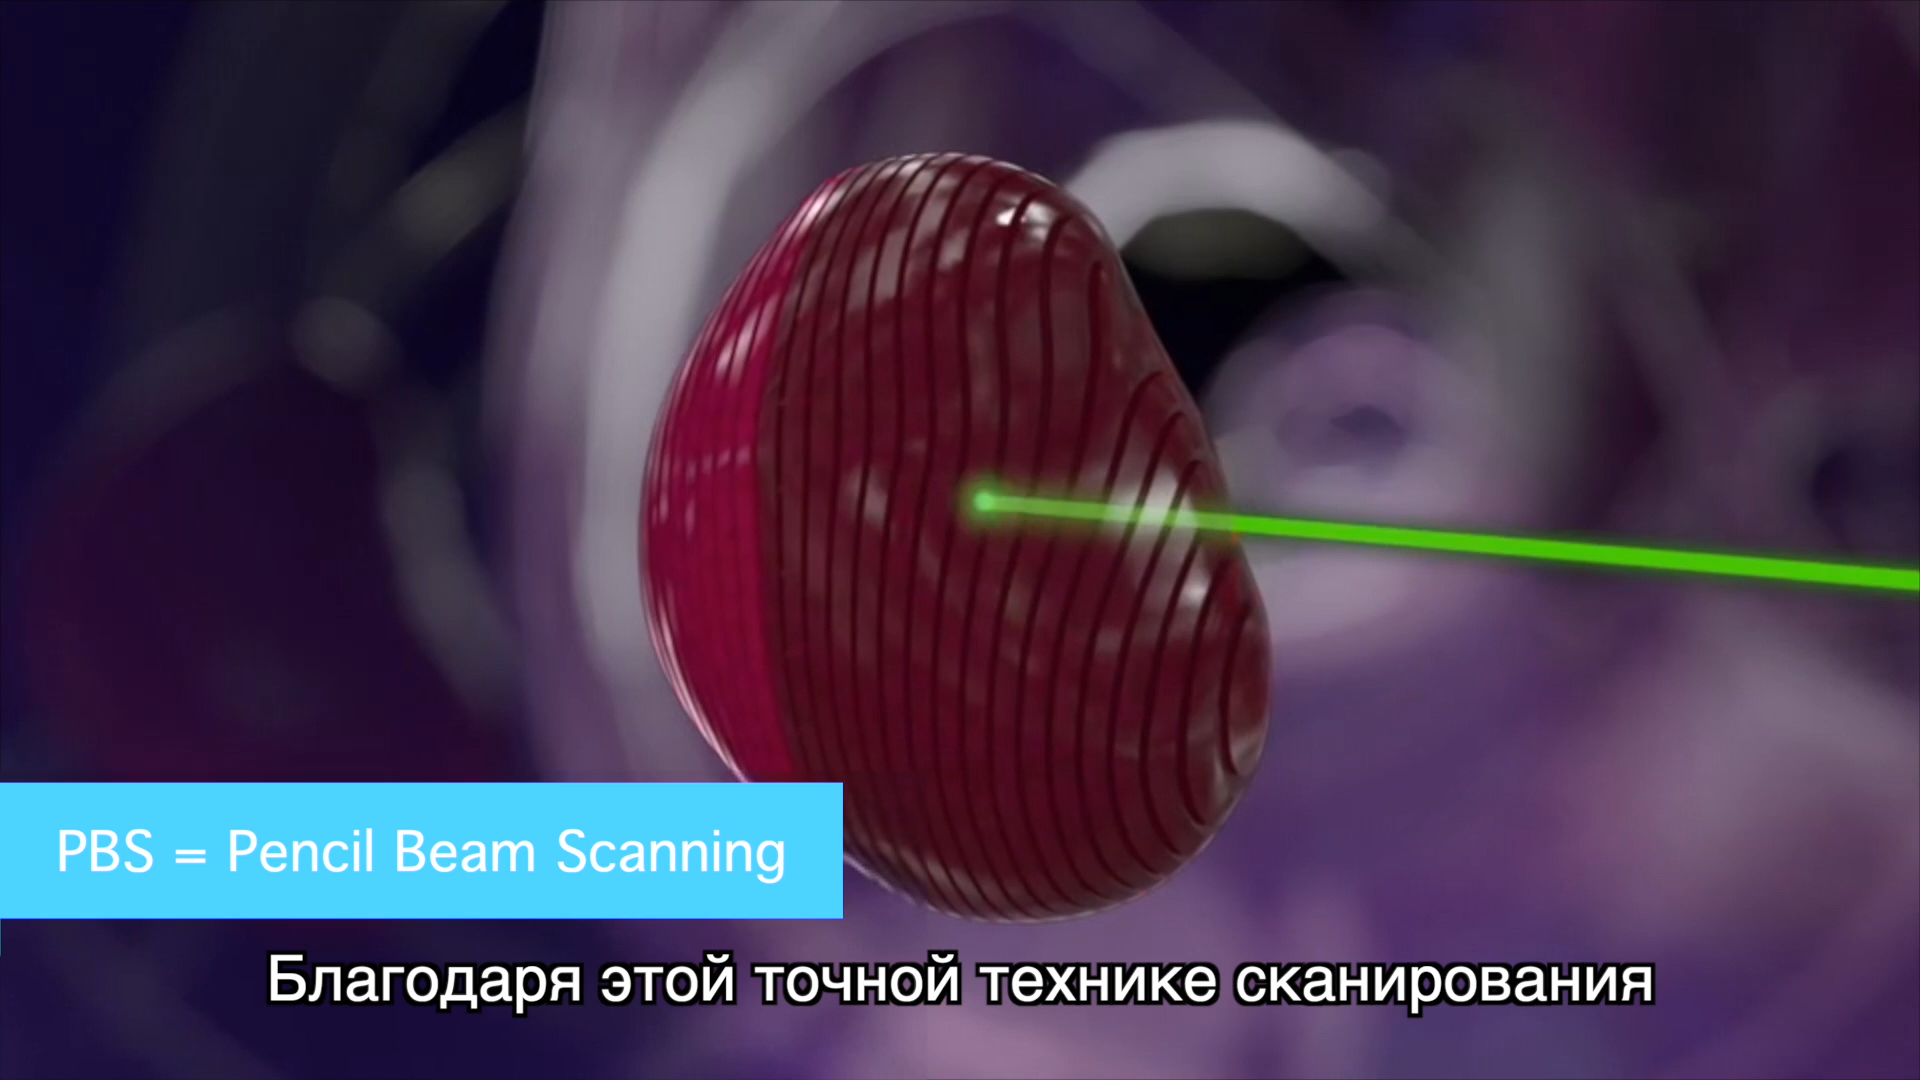 PBS = Pencil Beam Scanning
Благодаря этой точной технике сканирования